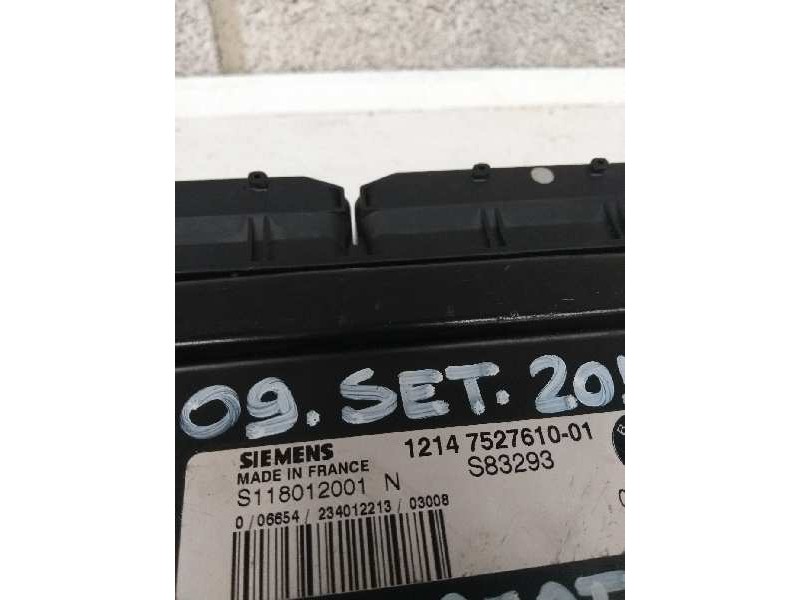 09. SET. 20
SIEMENS 1214 7527610-01
MADE IN FRANCE S83293
S118012001 N
0 / 06654 / 234012213 / 03008